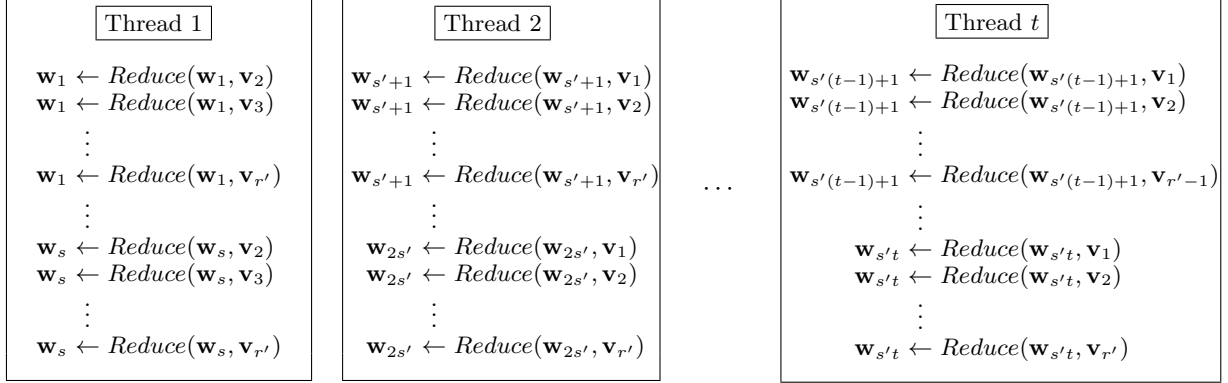 Thread 1
w₁ ← Reduce(w₁, v₂)
w₁ ← Reduce(w₁, v₃)
⋮
w₁ ← Reduce(w₁, v_{r′})
⋮
w_s ← Reduce(w_s, v₂)
w_s ← Reduce(w_s, v₃)
⋮
w_s ← Reduce(w_s, v_{r′})
Thread 2
w_{s′+1} ← Reduce(w_{s′+1}, v₁)
w_{s′+1} ← Reduce(w_{s′+1}, v₂)
⋮
w_{s′+1} ← Reduce(w_{s′+1}, v_{r′})
⋮
w_{2s′} ← Reduce(w_{2s′}, v₁)
w_{2s′} ← Reduce(w_{2s′}, v₂)
⋮
w_{2s′} ← Reduce(w_{2s′}, v_{r′})
…
Thread t
w_{s′(t−1)+1} ← Reduce(w_{s′(t−1)+1}, v₁)
w_{s′(t−1)+1} ← Reduce(w_{s′(t−1)+1}, v₂)
⋮
w_{s′(t−1)+1} ← Reduce(w_{s′(t−1)+1}, v_{r′−1})
⋮
w_{s′t} ← Reduce(w_{s′t}, v₁)
w_{s′t} ← Reduce(w_{s′t}, v₂)
⋮
w_{s′t} ← Reduce(w_{s′t}, v_{r′})